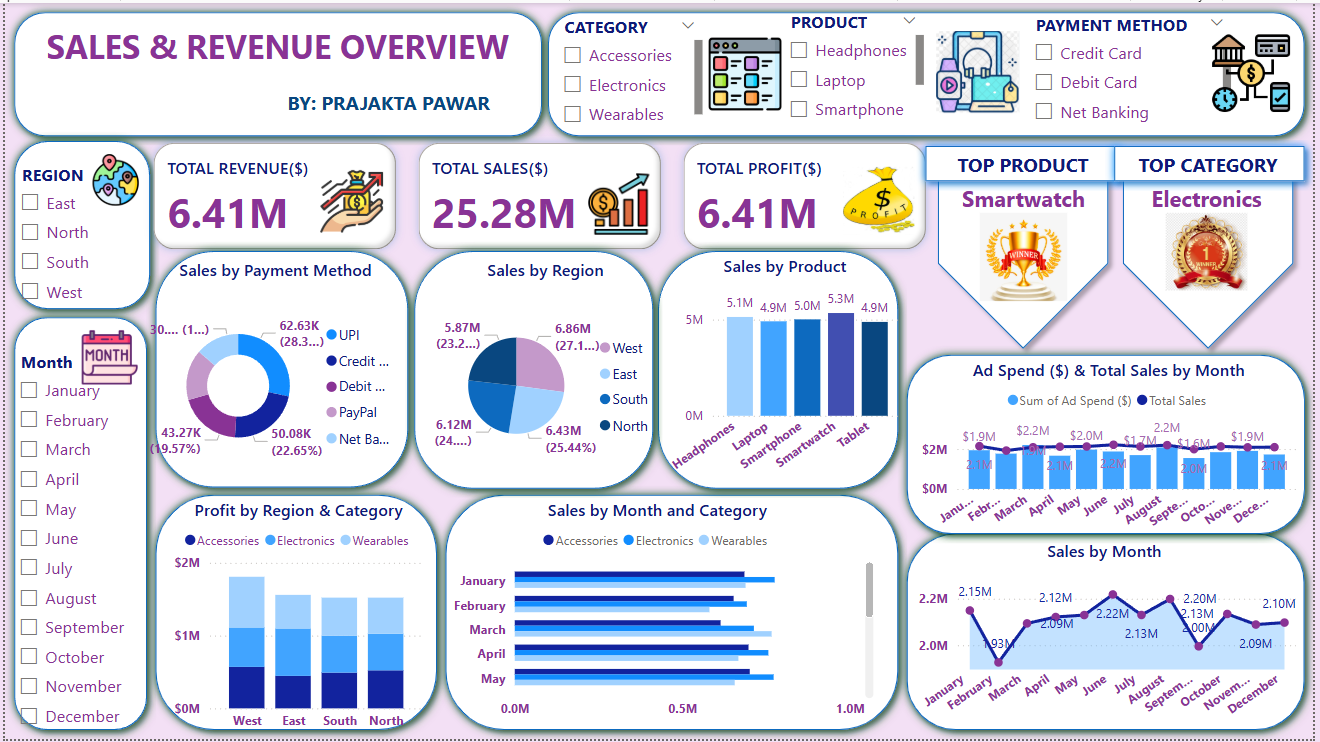 SALES & REVENUE OVERVIEW
BY: PRAJAKTA PAWAR
CATEGORY
Accessories
Electronics
Wearables
PRODUCT
Headphones
Laptop
Smartphone
PAYMENT METHOD
Credit Card
Debit Card
Net Banking
REGION
East
North
South
West
Month
MONTH
January
February
March
April
May
June
July
August
September
October
November
December
TOTAL REVENUE($)
6.41M
TOTAL SALES($)
25.28M
TOTAL PROFIT($)
6.41M
$
PROFIT
TOP PRODUCT
Smartwatch
WINNER
TOP CATEGORY
Electronics
1
WINNER
Sales by Payment Method
30.... (1...)
62.63K
(28.3...)
43.27K
(19.57%)
50.08K
(22.65%)
UPI
Credit ...
Debit ...
PayPal
Net Ba...
Sales by Region
5.87M
(23.2...)
6.86M
(27.1...)
6.12M
(24....)
6.43M
(25.44%)
West
East
South
North
Sales by Product
5M
0M
5.1M 4.9M 5.0M 5.3M 4.9M
Headphones Laptop Smartphone Smartwatch Tablet
Ad Spend ($) & Total Sales by Month
Sum of Ad Spend ($) Total Sales
$2M
$0M
$1.9M $2.2M $2.0M $1.7M 2.2M $1.6M $1.9M
2.1M 2.1M 2.2M 2.0M 2.1M
Janu... Febr... March April May June July August Septe... Octo... Nove... Dece...
Profit by Region & Category
Accessories Electronics Wearables
$2M
$1M
$0M
West East South North
Sales by Month and Category
Accessories Electronics Wearables
January
February
March
April
May
0.0M 0.5M 1.0M
Sales by Month
2.2M
2.0M
2.15M 1.93M 2.09M 2.12M 2.22M 2.13M 2.20M 2.00M 2.13M 2.09M 2.10M
January February March April May June July August Septem... October Novem... December